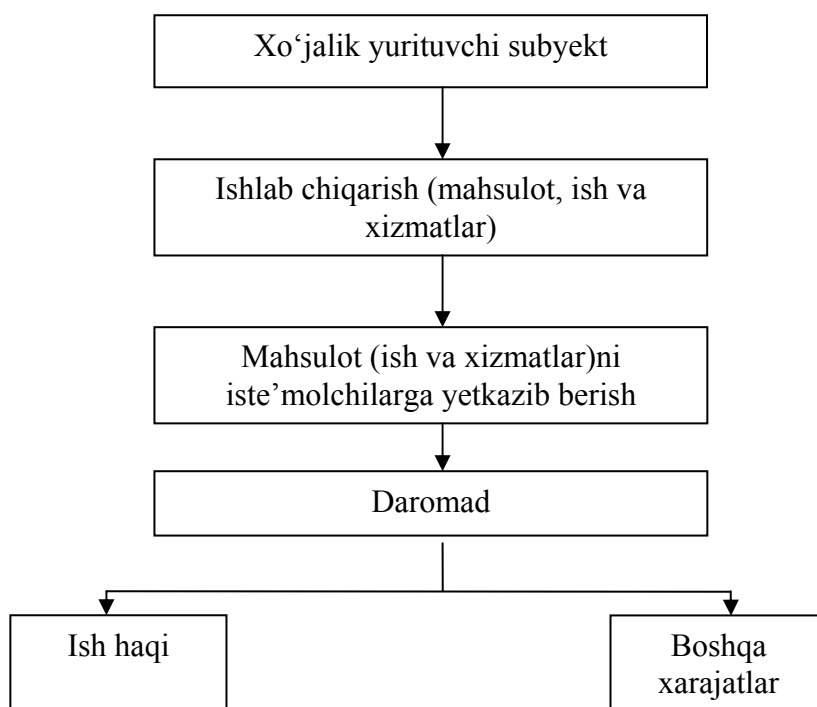 Xo‘jalik yurituvchi subyekt
Ishlab chiqarish (mahsulot, ish va
xizmatlar)
Mahsulot (ish va xizmatlar)ni
iste’molchilarga yetkazib berish
Daromad
Ish haqi
Boshqa
xarajatlar